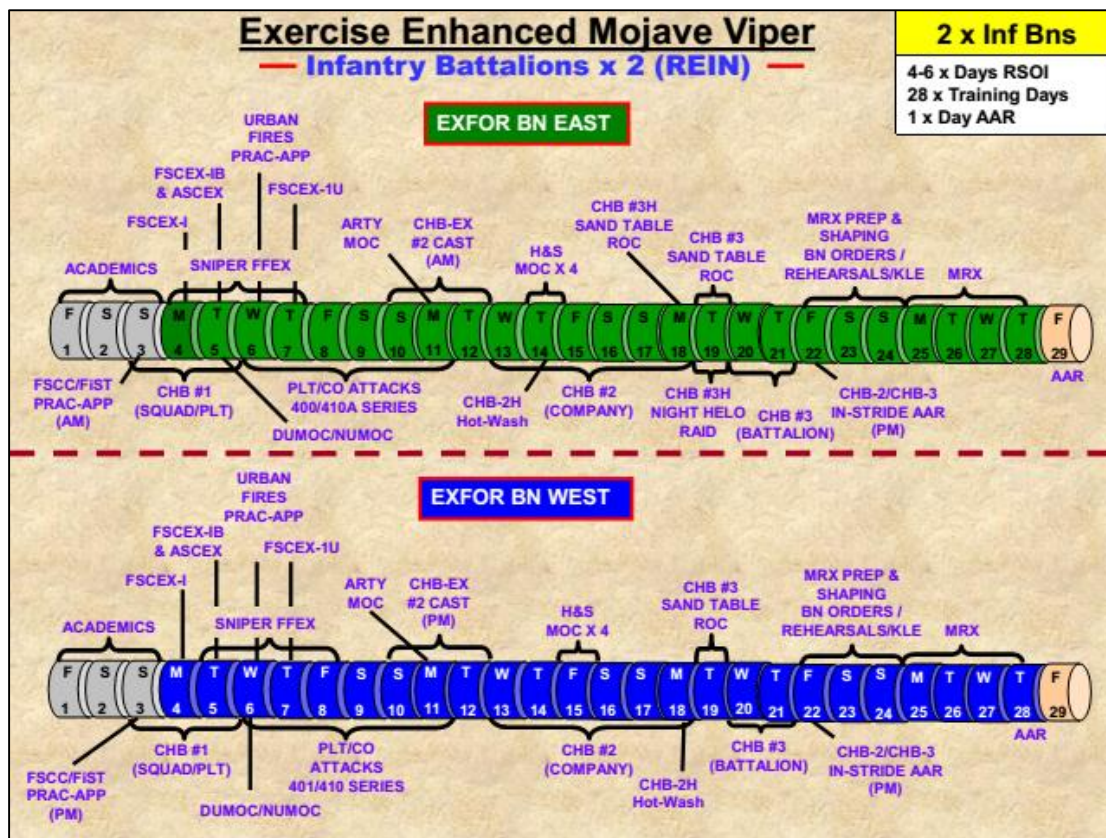 Exercise Enhanced Mojave Viper
Infantry Battalions x 2 (REIN)
2 x Inf Bns
4-6 x Days RSOI
28 x Training Days
1 x Day AAR
EXFOR BN EAST
URBAN
FIRES
PRAC-APP
FSCEX-IB
& ASCEX
FSCEX-1U
FSCEX-I
ARTY
MOC
CHB-EX
#2 CAST
(AM)
H&S
MOC X 4
CHB #3H
SAND TABLE
ROC
CHB #3
SAND TABLE
ROC
MRX PREP &
SHAPING
BN ORDERS /
REHEARSALS/KLE
MRX
ACADEMICS
SNIPER FFEX
F S S M T W T F S S M T W T F S S M T W T F S S M T W T F
1 2 3 4 5 6 7 8 9 10 11 12 13 14 15 16 17 18 19 20 21 22 23 24 25 26 27 28 29
AAR
FSCC/FiST
PRAC-APP
(AM)
CHB #1
(SQUAD/PLT)
DUMOC/NUMOC
PLT/CO ATTACKS
400/410A SERIES
CHB-2H
Hot-Wash
CHB #2
(COMPANY)
CHB #3H
NIGHT HELO
RAID
CHB #3
(BATTALION)
CHB-2/CHB-3
IN-STRIDE AAR
(PM)
EXFOR BN WEST
URBAN
FIRES
PRAC-APP
FSCEX-IB
& ASCEX
FSCEX-1U
FSCEX-I
ARTY
MOC
CHB-EX
#2 CAST
(PM)
H&S
MOC X 4
CHB #3
SAND TABLE
ROC
MRX PREP &
SHAPING
BN ORDERS /
REHEARSALS/KLE
MRX
ACADEMICS
SNIPER FFEX
F S S M T W T F S S M T W T F S S M T W T F S S M T W T F
1 2 3 4 5 6 7 8 9 10 11 12 13 14 15 16 17 18 19 20 21 22 23 24 25 26 27 28 29
AAR
FSCC/FiST
PRAC-APP
(PM)
CHB #1
(SQUAD/PLT)
DUMOC/NUMOC
PLT/CO
ATTACKS
401/410 SERIES
CHB #2
(COMPANY)
CHB-2H
Hot-Wash
CHB #3
(BATTALION)
CHB-2/CHB-3
IN-STRIDE AAR
(PM)